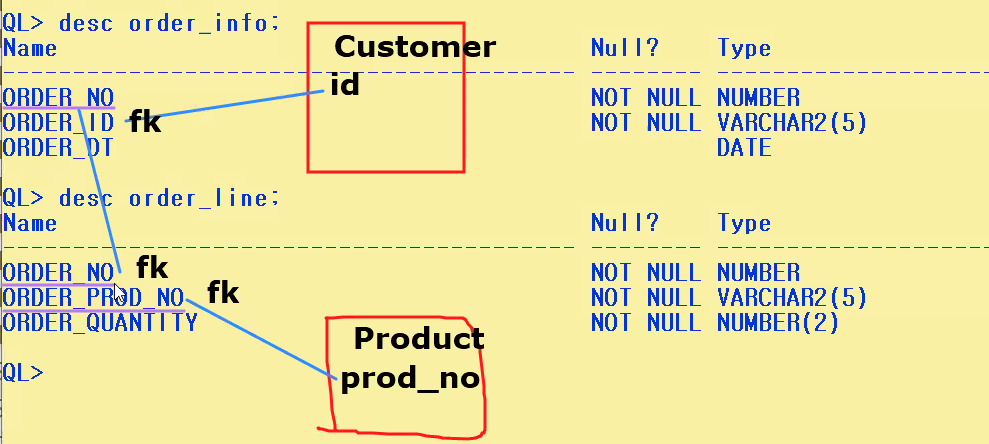 QL> desc order_info;
Customer
Name Null? Type
id
ORDER_NO NOT NULL NUMBER
ORDER_ID fk NOT NULL VARCHAR2(5)
ORDER_DT DATE
QL> desc order_line;
Name Null? Type
ORDER_NO fk NOT NULL NUMBER
ORDER_PROD_NO fk NOT NULL VARCHAR2(5)
ORDER_QUANTITY NOT NULL NUMBER(2)
Product
QL>
prod_no